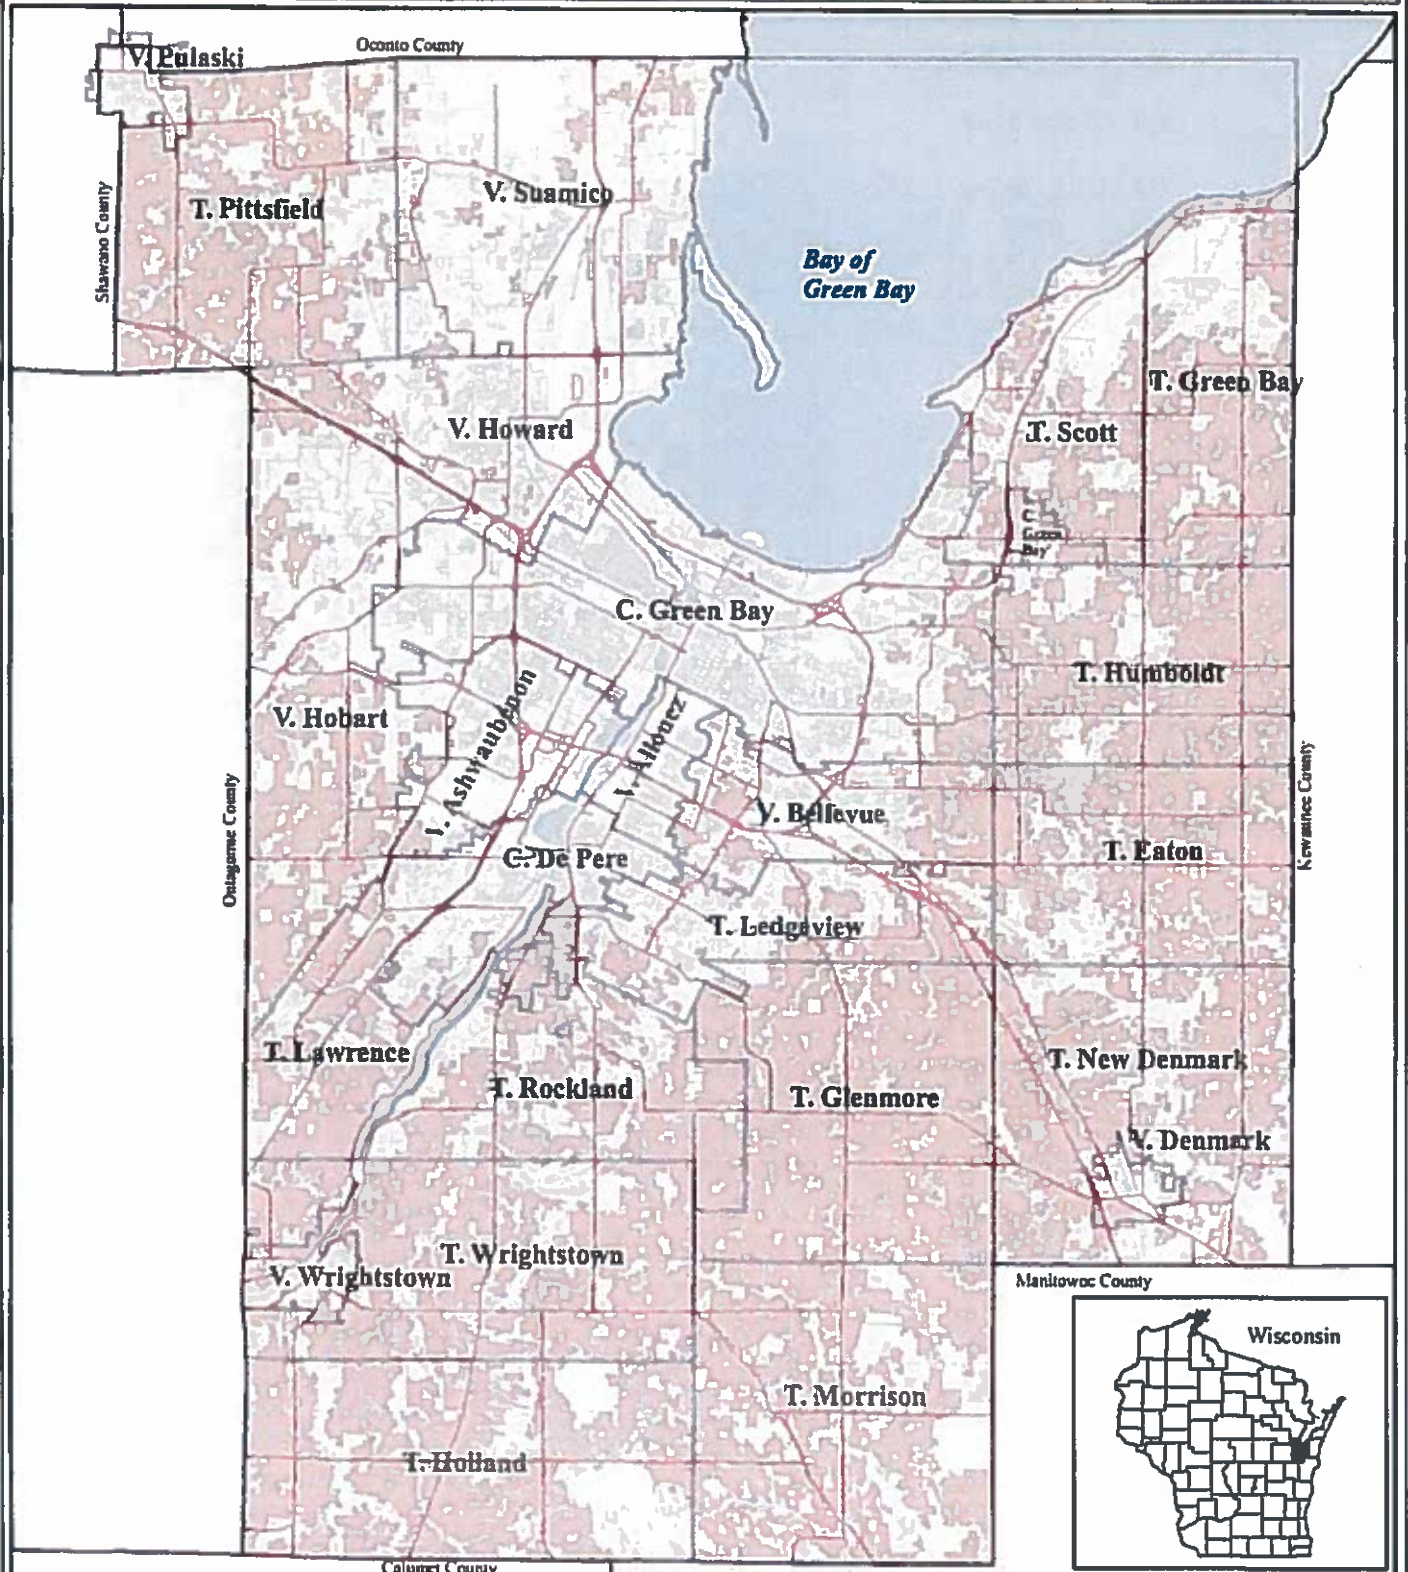 V. Pulaski
Oconto County
V. Suamico
T. Pittsfield
Shawano County
Bay of
Green Bay
T. Green Bay
V. Howard
T. Scott
C.
Green
Bay
C. Green Bay
T. Humboldt
V. Hobart
V. Ashwaubenon
V. Allouez
Outagamie County
Kewaunee County
V. Bellevue
T. Eaton
C. De Pere
T. Ledgeview
T. Lawrence
T. New Denmark
T. Rockland
T. Glenmore
V. Denmark
T. Wrightstown
V. Wrightstown
Manitowoc County
Wisconsin
T. Morrison
T. Holland
Calumet County